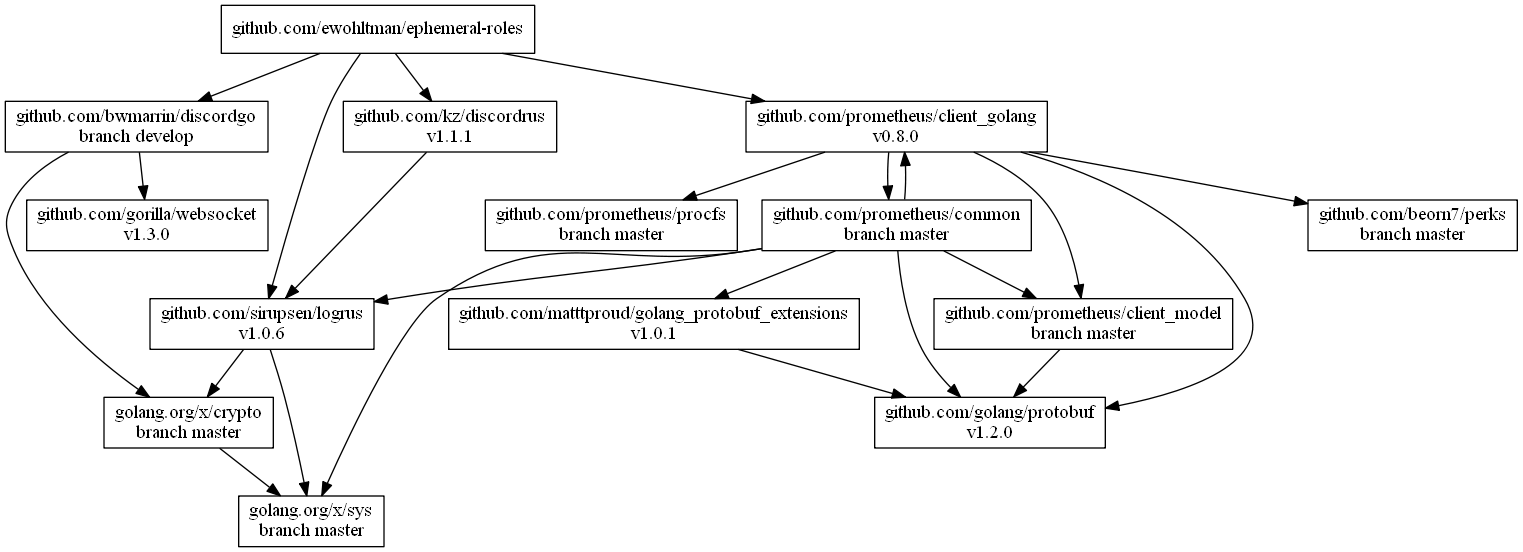 github.com/ewohltman/ephemeral-roles
github.com/bwmarrin/discordgo
branch develop
github.com/kz/discordrus
v1.1.1
github.com/prometheus/client_golang
v0.8.0
github.com/gorilla/websocket
v1.3.0
github.com/prometheus/procfs
branch master
github.com/prometheus/common
branch master
github.com/beorn7/perks
branch master
github.com/sirupsen/logrus
v1.0.6
github.com/matttproud/golang_protobuf_extensions
v1.0.1
github.com/prometheus/client_model
branch master
golang.org/x/crypto
branch master
github.com/golang/protobuf
v1.2.0
golang.org/x/sys
branch master